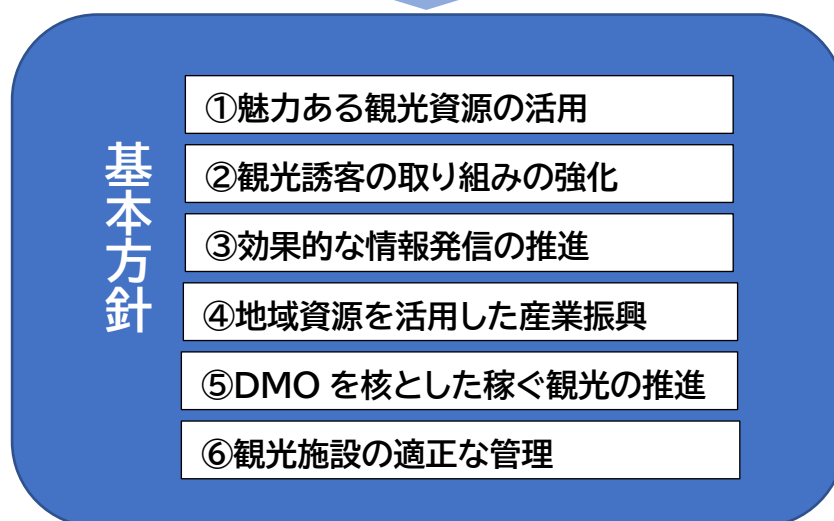 基本方針
①魅力ある観光資源の活用
②観光誘客の取り組みの強化
③効果的な情報発信の推進
④地域資源を活用した産業振興
⑤DMO を核とした稼ぐ観光の推進
⑥観光施設の適正な管理